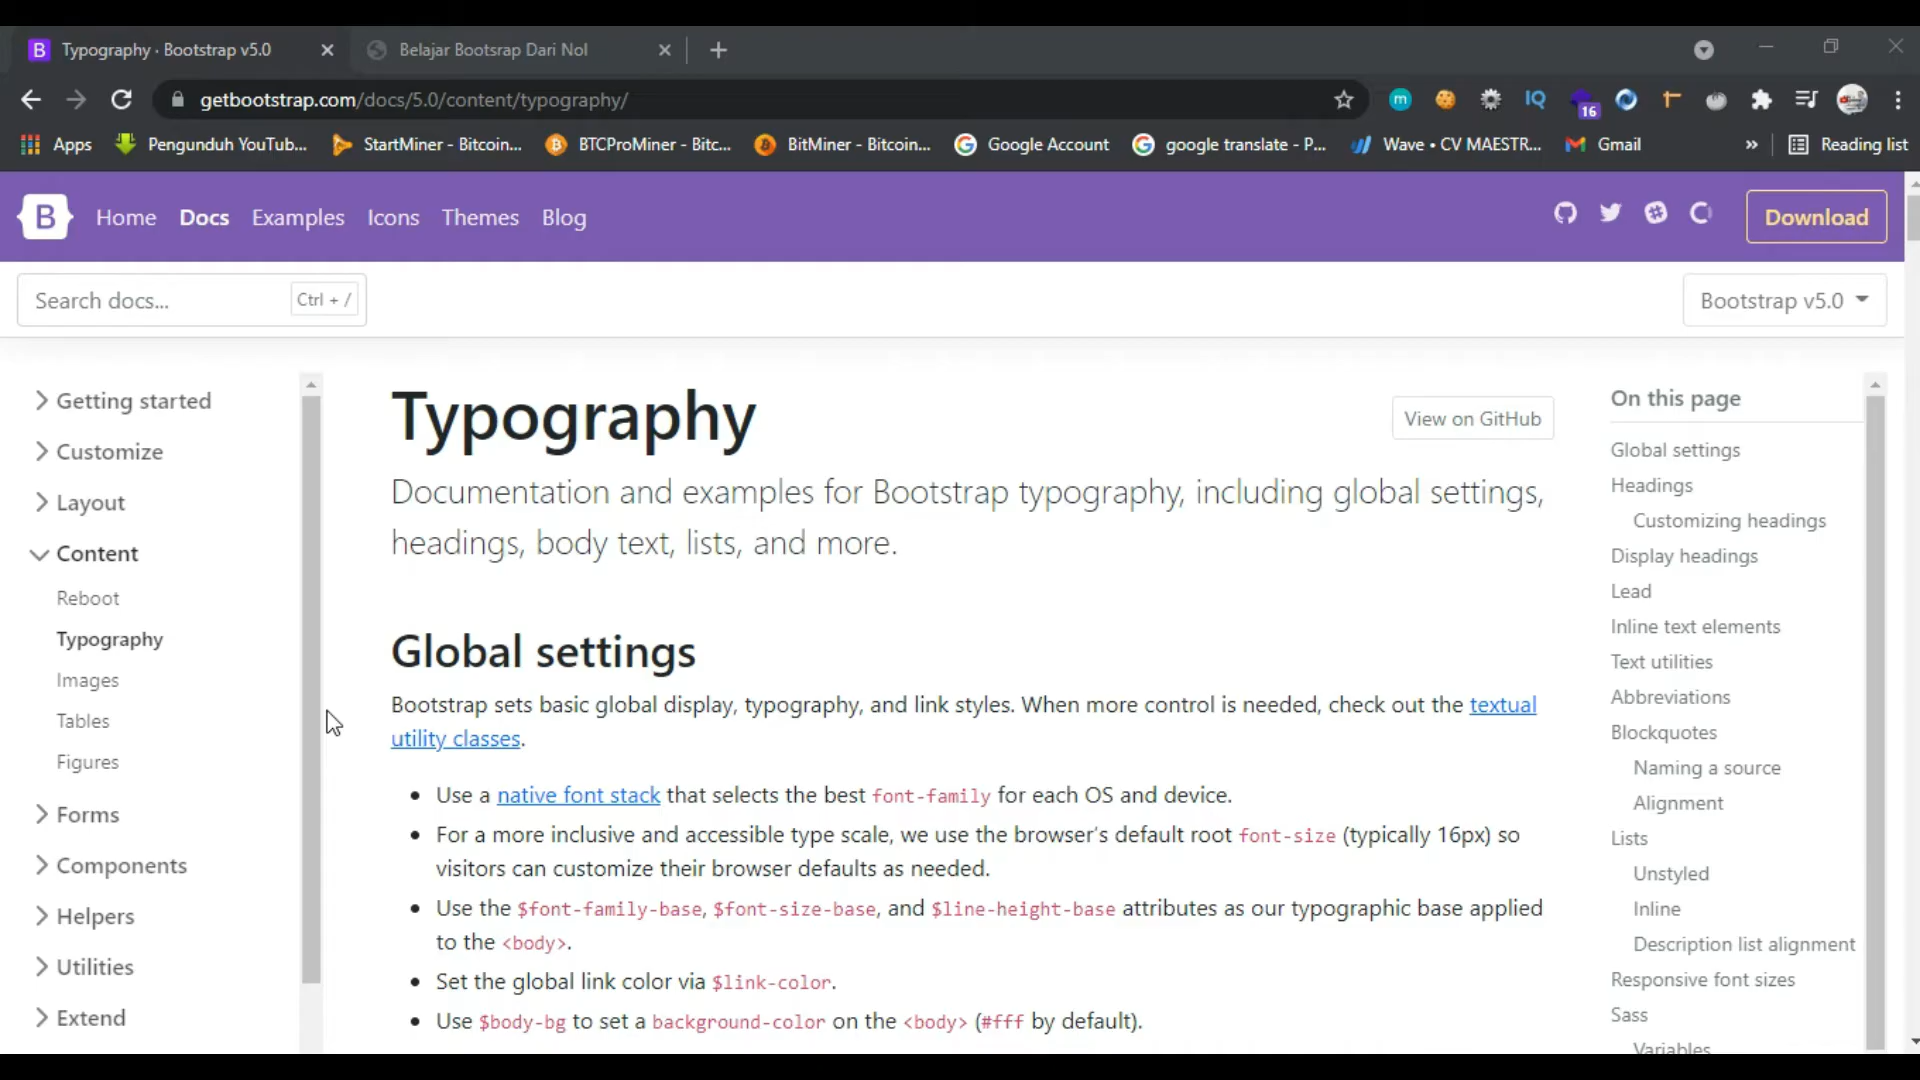 Typography · Bootstrap v5.0
Belajar Bootsrap Dari Nol
getbootstrap.com/docs/5.0/content/typography/
m
IQ
16
Apps
Pengunduh YouTub...
StartMiner - Bitcoin...
BTCProMiner - Bitc...
BitMiner - Bitcoin...
Google Account
google translate - P...
Wave • CV MAESTR...
Gmail
»
Reading list
B
Home
Docs
Examples
Icons
Themes
Blog
Download
Search docs...
Ctrl + /
Bootstrap v5.0
Getting started
Customize
Layout
Content
Reboot
Typography
Images
Tables
Figures
Forms
Components
Helpers
Utilities
Extend
Typography
View on GitHub
Documentation and examples for Bootstrap typography, including global settings,
headings, body text, lists, and more.
Global settings
Bootstrap sets basic global display, typography, and link styles. When more control is needed, check out the textual
utility classes.
• Use a native font stack that selects the best font-family for each OS and device.
• For a more inclusive and accessible type scale, we use the browser's default root font-size (typically 16px) so
visitors can customize their browser defaults as needed.
• Use the $font-family-base, $font-size-base, and $line-height-base attributes as our typographic base applied
to the <body>.
• Set the global link color via $link-color.
• Use $body-bg to set a background-color on the <body> (#fff by default).
On this page
Global settings
Headings
Customizing headings
Display headings
Lead
Inline text elements
Text utilities
Abbreviations
Blockquotes
Naming a source
Alignment
Lists
Unstyled
Inline
Description list alignment
Responsive font sizes
Sass
Variables